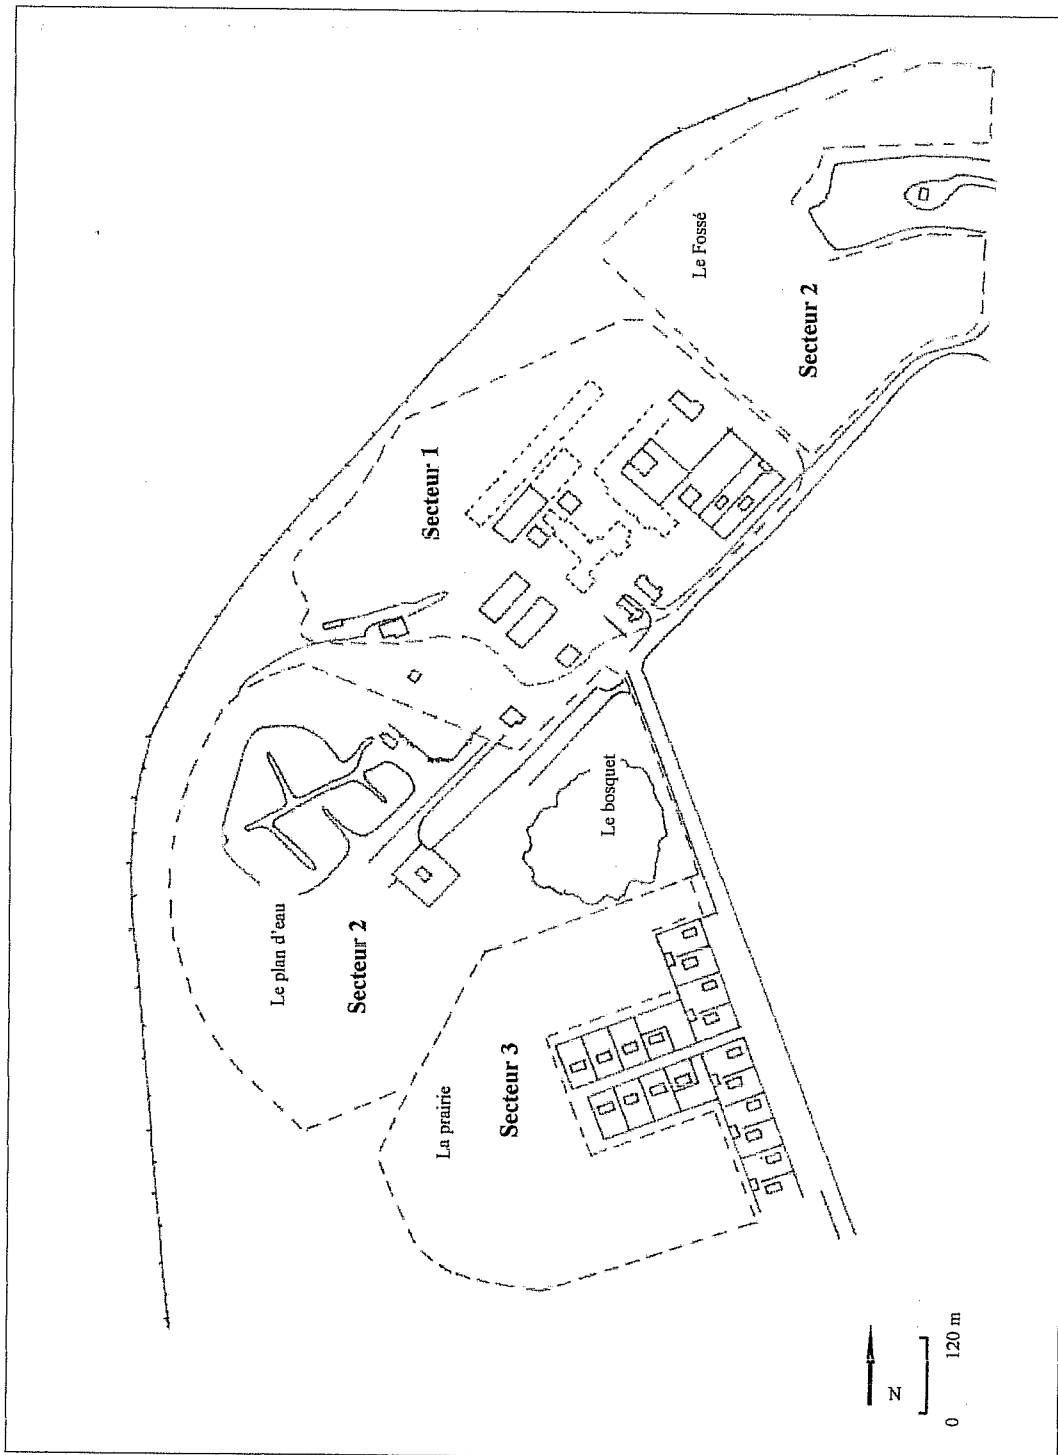 Le Fossé
Secteur 2
Secteur 1
Le bosquet
Le plan d'eau
Secteur 2
La prairie
Secteur 3
N
0 120 m